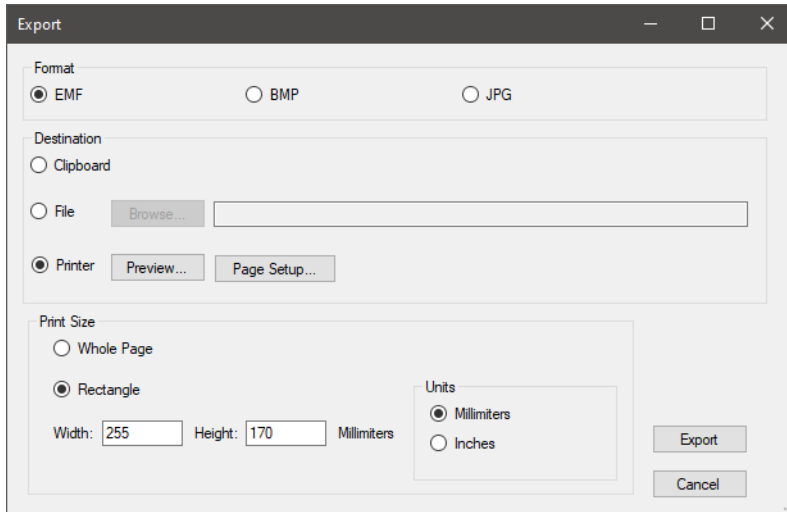 Export
Format
EMF BMP JPG
Destination
Clipboard
File Browse...
Printer Preview... Page Setup...
Print Size
Whole Page
Rectangle
Width: 255 Height: 170 Millimiters
Units
Millimiters
Inches
Export
Cancel